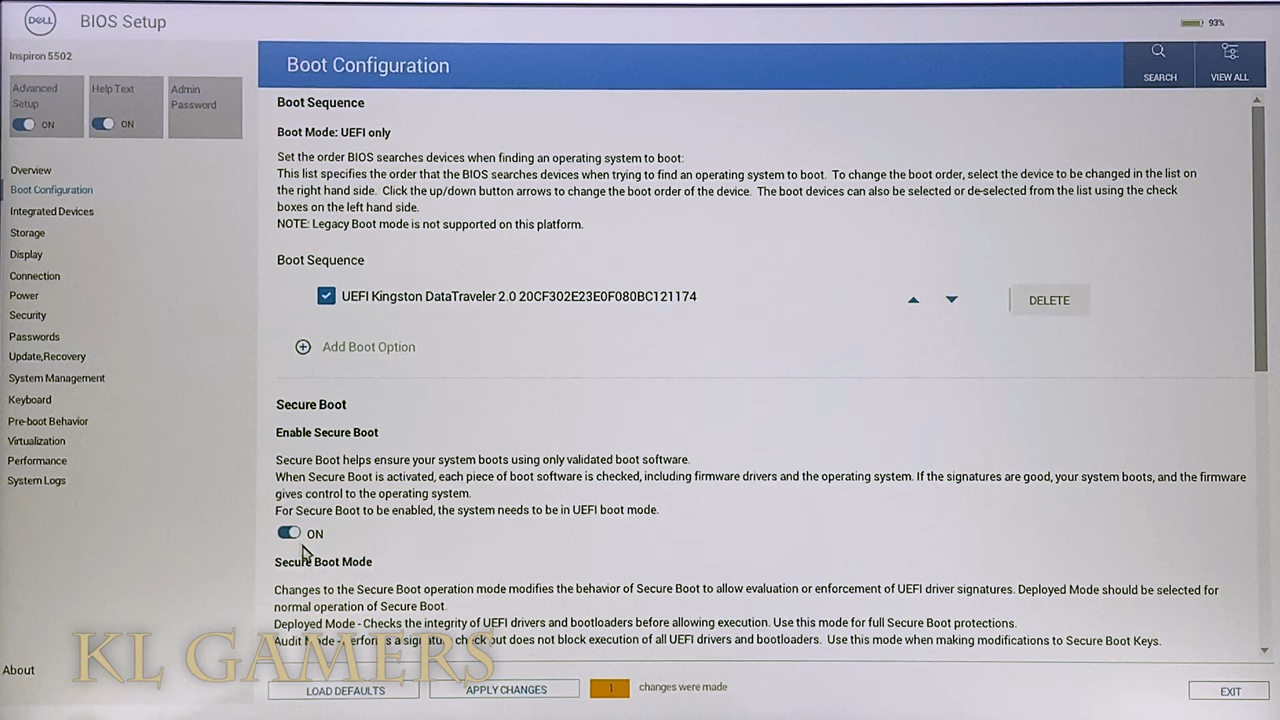 DELL
BIOS Setup
93%
Inspiron 5502
Advanced Setup
ON
Help Text
ON
Admin Password
Boot Configuration
SEARCH
VIEW ALL
Overview
Boot Configuration
Integrated Devices
Storage
Display
Connection
Power
Security
Passwords
Update,Recovery
System Management
Keyboard
Pre-boot Behavior
Virtualization
Performance
System Logs
About
Boot Sequence
Boot Mode: UEFI only
Set the order BIOS searches devices when finding an operating system to boot:
This list specifies the order that the BIOS searches devices when trying to find an operating system to boot. To change the boot order, select the device to be changed in the list on
the right hand side. Click the up/down button arrows to change the boot order of the device. The boot devices can also be selected or de-selected from the list using the check
boxes on the left hand side.
NOTE: Legacy Boot mode is not supported on this platform.
Boot Sequence
UEFI Kingston DataTraveler 2.0 20CF302E23E0F080BC121174
DELETE
Add Boot Option
Secure Boot
Enable Secure Boot
Secure Boot helps ensure your system boots using only validated boot software.
When Secure Boot is activated, each piece of boot software is checked, including firmware drivers and the operating system. If the signatures are good, your system boots, and the firmware
gives control to the operating system.
For Secure Boot to be enabled, the system needs to be in UEFI boot mode.
ON
Secure Boot Mode
Changes to the Secure Boot operation mode modifies the behavior of Secure Boot to allow evaluation or enforcement of UEFI driver signatures. Deployed Mode should be selected for
normal operation of Secure Boot.
Deployed Mode - Checks the integrity of UEFI drivers and bootloaders before allowing execution. Use this mode for full Secure Boot protections.
Audit Mode - Performs a signature check but does not block execution of all UEFI drivers and bootloaders. Use this mode when making modifications to Secure Boot Keys.
KL GAMERS
LOAD DEFAULTS
APPLY CHANGES
1
changes were made
EXIT